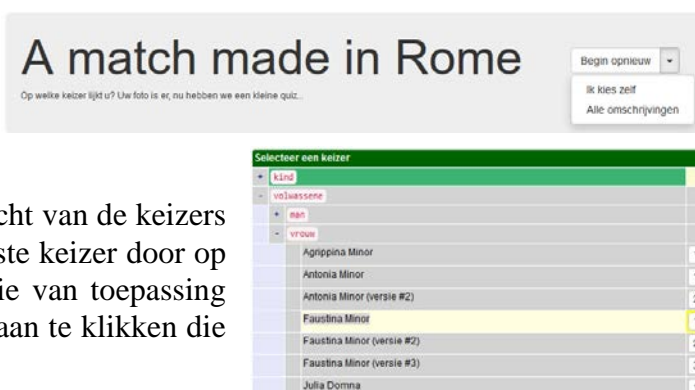 A match made in Rome
Op welke keizer lijkt u? Uw foto is er, nu hebben we een kleine quiz...
Begin opnieuw
Ik kies zelf
Alle omschrijvingen
cht van de keizers
ste keizer door op
ie van toepassing
aan te klikken die
Selecteer een keizer
+ kind
- volwassene
+ man
- vrouw
Agrippina Minor
Antonia Minor
Antonia Minor (versie #2)
Faustina Minor
Faustina Minor (versie #2)
Faustina Minor (versie #3)
Julia Domna